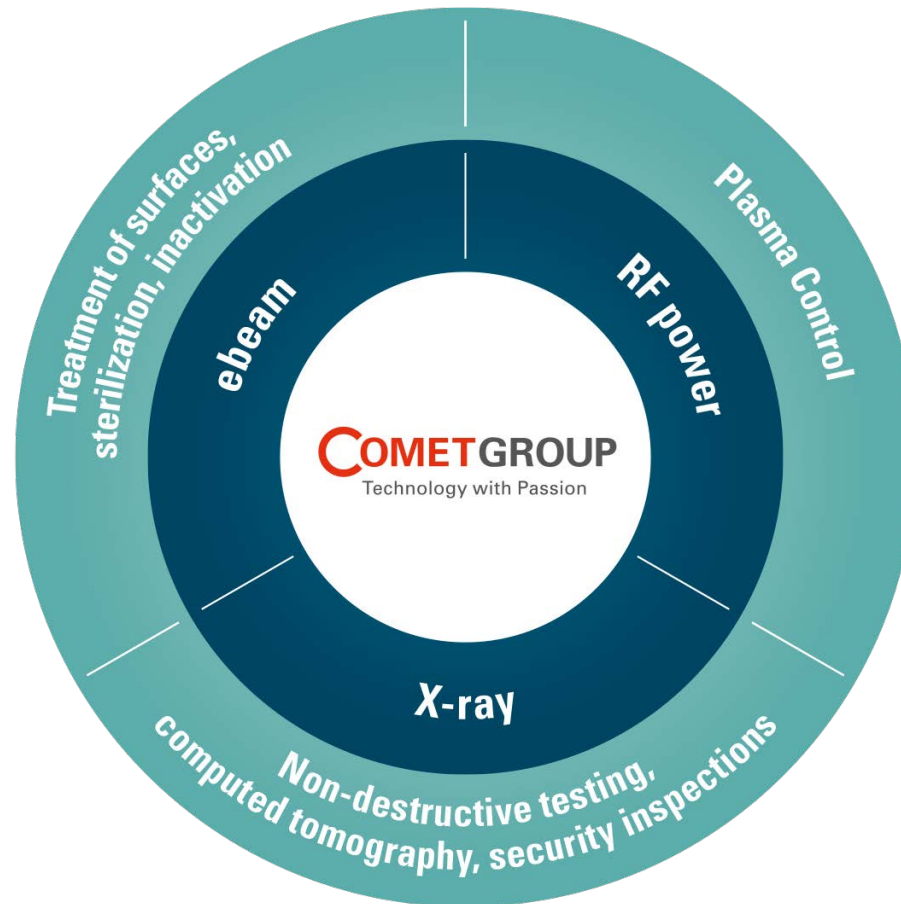 COMETGROUP
Technology with Passion
ebeam
RF power
X-ray
Treatment of surfaces,
sterilization, inactivation
Plasma Control
Non-destructive testing,
computed tomography, security inspections